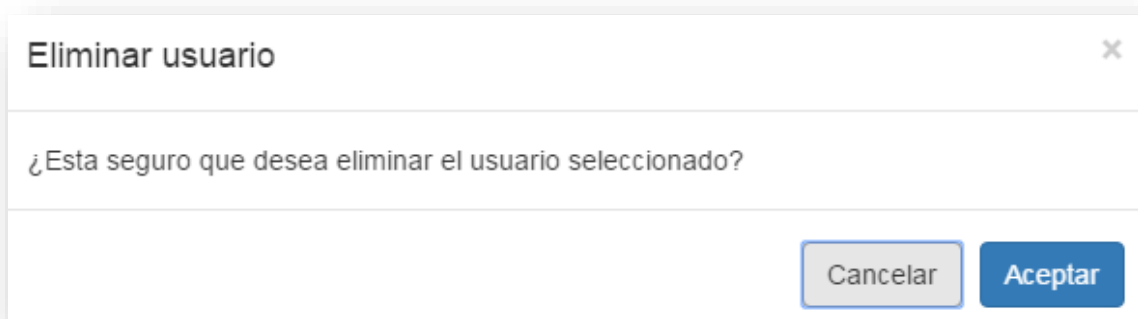 Eliminar usuario ×
¿Esta seguro que desea eliminar el usuario seleccionado?
Cancelar Aceptar